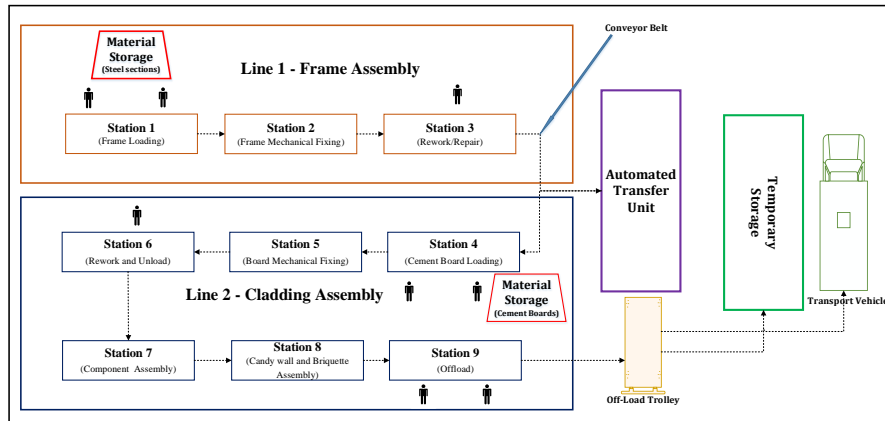 Conveyor Belt
Material
Storage
(Steel sections)
Line 1 - Frame Assembly
Station 1
(Frame Loading)
Station 2
(Frame Mechanical Fixing)
Station 3
(Rework/Repair)
Automated
Transfer
Unit
Temporary
Storage
Transport Vehicle
Station 6
(Rework and Unload)
Station 5
(Board Mechanical Fixing)
Station 4
(Cement Board Loading)
Line 2 - Cladding Assembly
Material
Storage
(Cement Boards)
Station 7
(Component Assembly)
Station 8
(Candy wall and Briquette
Assembly)
Station 9
(Offload)
Off-Load Trolley